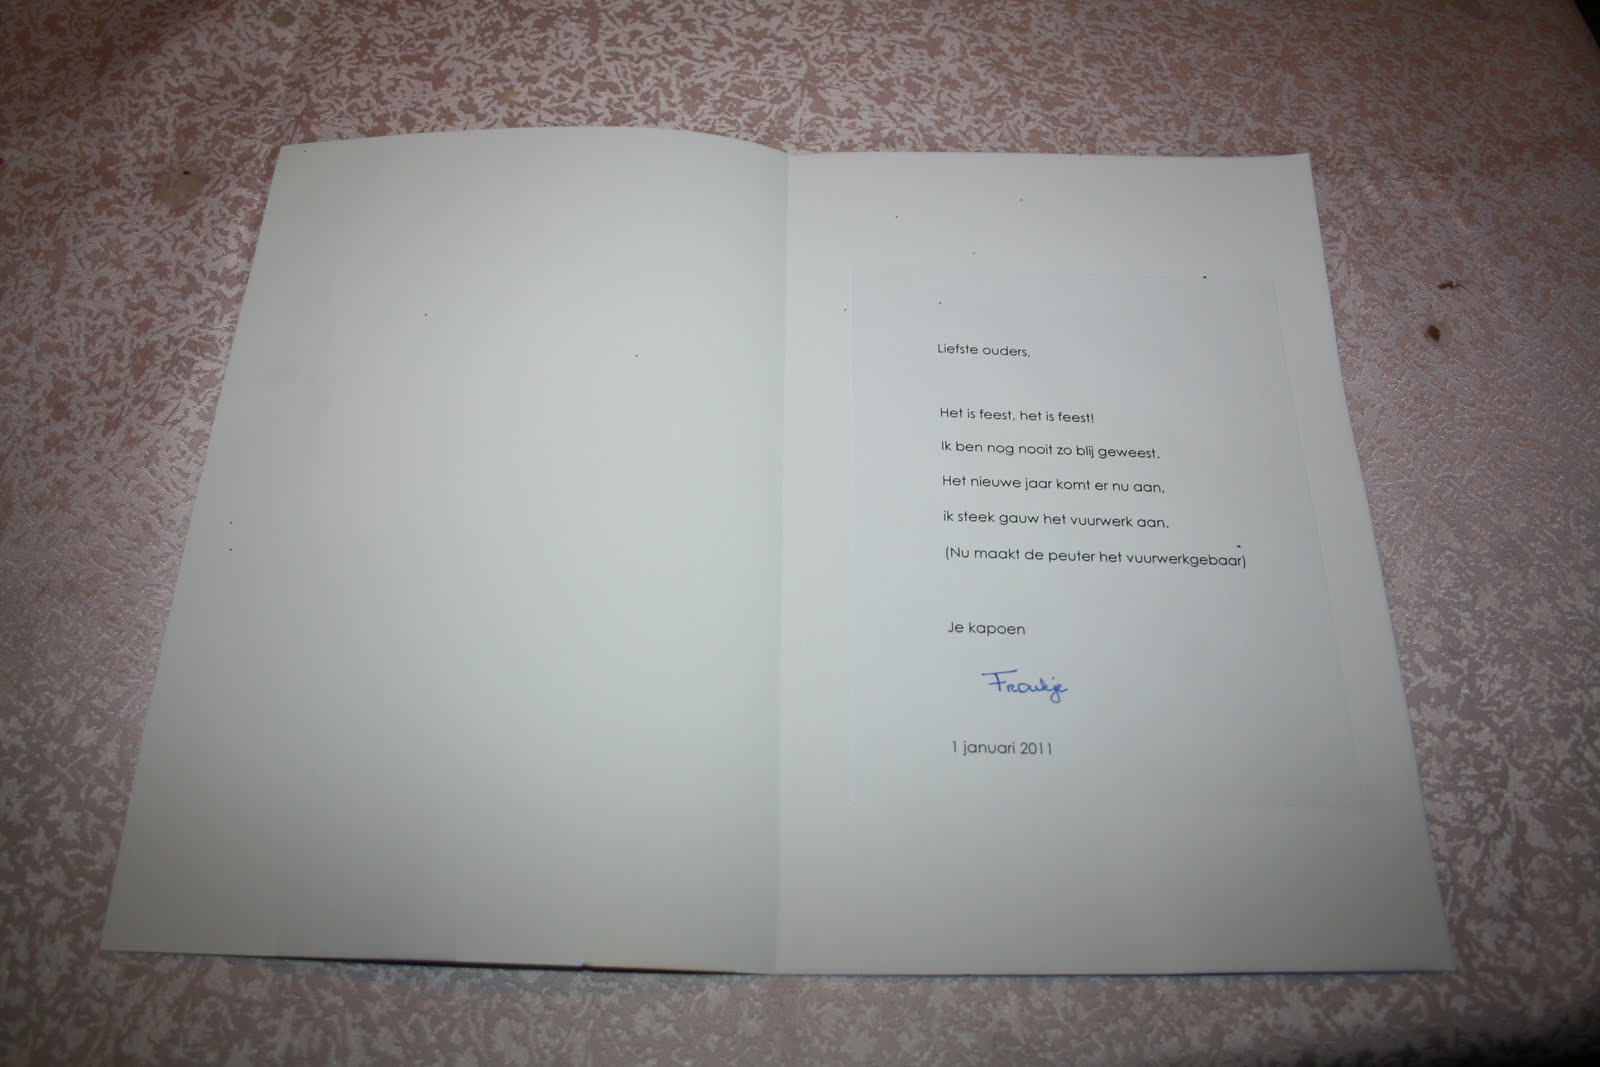 Liefste ouders,
Het is feest, het is feest!
Ik ben nog nooit zo blij geweest.
Het nieuwe jaar komt er nu aan,
ik steek gauw het vuurwerk aan.
(Nu maakt de peuter het vuurwerkgebaar)
Je kapoen
Froukje
1 januari 2011